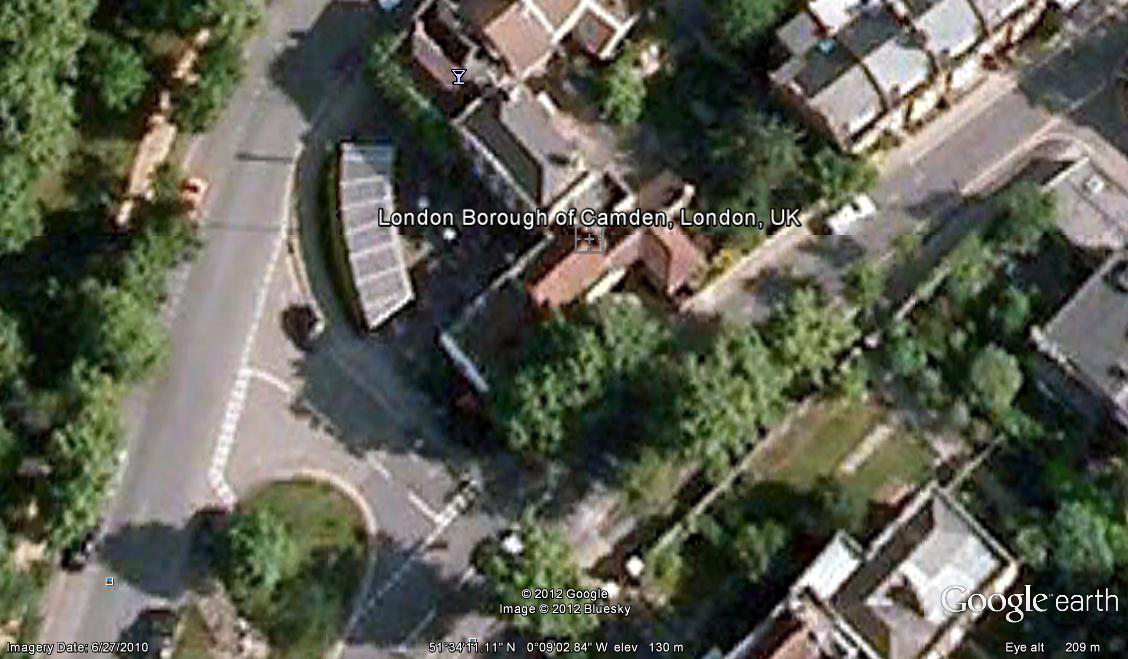 London Borough of Camden, London, UK
© 2012 Google
Image © 2012 Bluesky
Google earth
Imagery Date: 6/27/2010
51°34'11.11" N 0°09'02.84" W elev 130 m
Eye alt 209 m